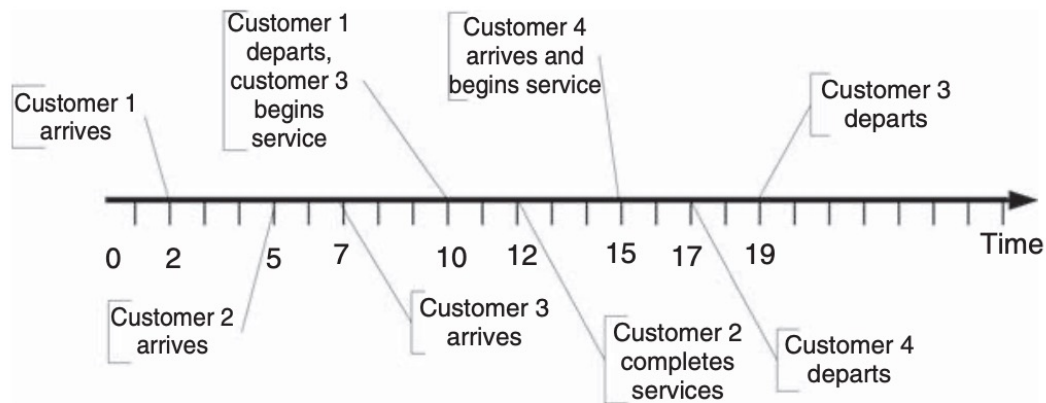 Customer 1
departs,
customer 3
begins
service
Customer 4
arrives and
begins service
Customer 1
arrives
Customer 3
departs
0 2 5 7 10 12 15 17 19 Time
Customer 2
arrives
Customer 3
arrives
Customer 2
completes
services
Customer 4
departs